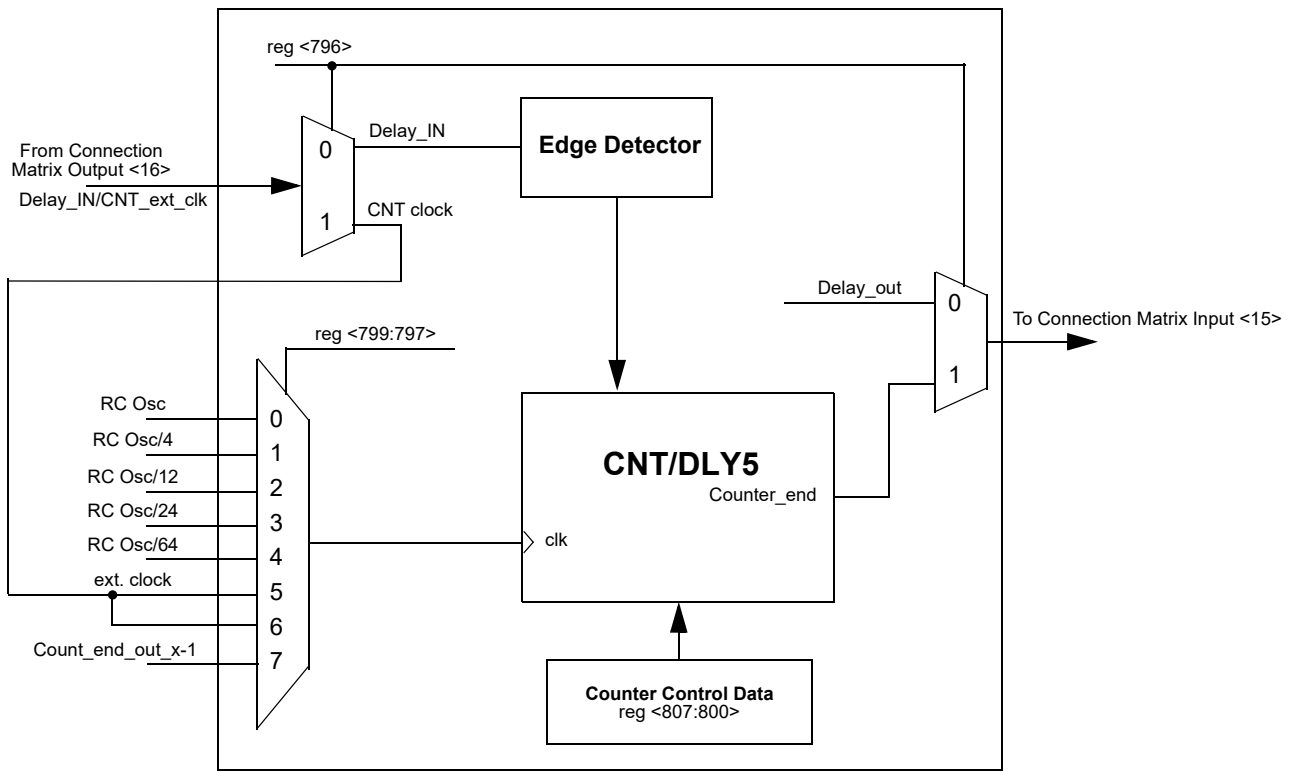 reg <796>
From Connection
Matrix Output <16>
Delay_IN/CNT_ext_clk
0
1
Delay_IN
CNT clock
Edge Detector
Delay_out
0
1
To Connection Matrix Input <15>
reg <799:797>
RC Osc
0
RC Osc/4
1
RC Osc/12
2
RC Osc/24
3
RC Osc/64
4
ext. clock
5
6
Count_end_out_x-1
7
CNT/DLY5
Counter_end
clk
Counter Control Data
reg <807:800>